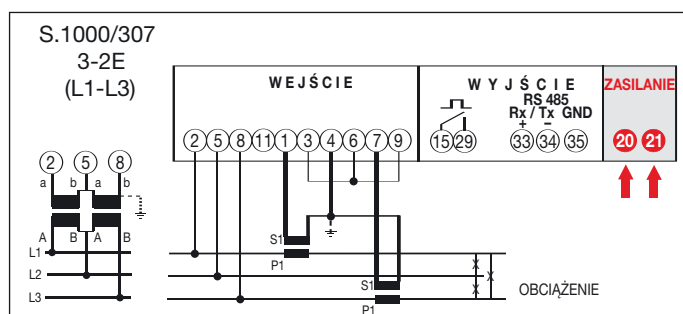 S.1000/307
3-2E
(L1-L3)
WEJŚCIE
WYJŚCIE
RS 485
Rx / Tx GND
+ −
ZASILANIE
2 5 8 11 1 3 4 6 7 9
15 29 33 34 35
20 21
2 5 8
a b a b
A B A B
L1
L2
L3
S1
P1
S1
P1
OBCIĄŻENIE